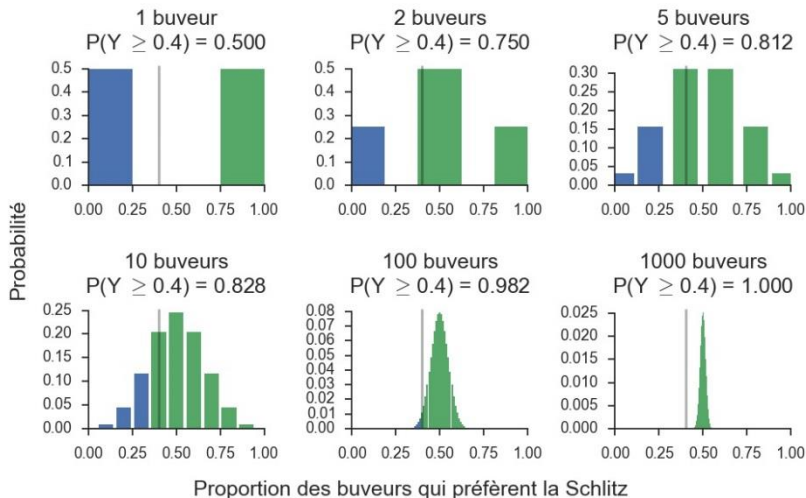 1 buveur
P(Y ≥ 0.4) = 0.500
0.5
0.4
0.3
0.2
0.1
0.0
0.00 0.25 0.50 0.75 1.00
2 buveurs
P(Y ≥ 0.4) = 0.750
0.5
0.4
0.3
0.2
0.1
0.0
0.00 0.25 0.50 0.75 1.00
5 buveurs
P(Y ≥ 0.4) = 0.812
0.30
0.25
0.20
0.15
0.10
0.05
0.00
0.00 0.25 0.50 0.75 1.00
Probabilité
10 buveurs
P(Y ≥ 0.4) = 0.828
0.25
0.20
0.15
0.10
0.05
0.00
0.00 0.25 0.50 0.75 1.00
100 buveurs
P(Y ≥ 0.4) = 0.982
0.08
0.07
0.06
0.05
0.04
0.03
0.02
0.01
0.00
0.00 0.25 0.50 0.75 1.00
1000 buveurs
P(Y ≥ 0.4) = 1.000
0.025
0.020
0.015
0.010
0.005
0.000
0.00 0.25 0.50 0.75 1.00
Proportion des buveurs qui préfèrent la Schlitz